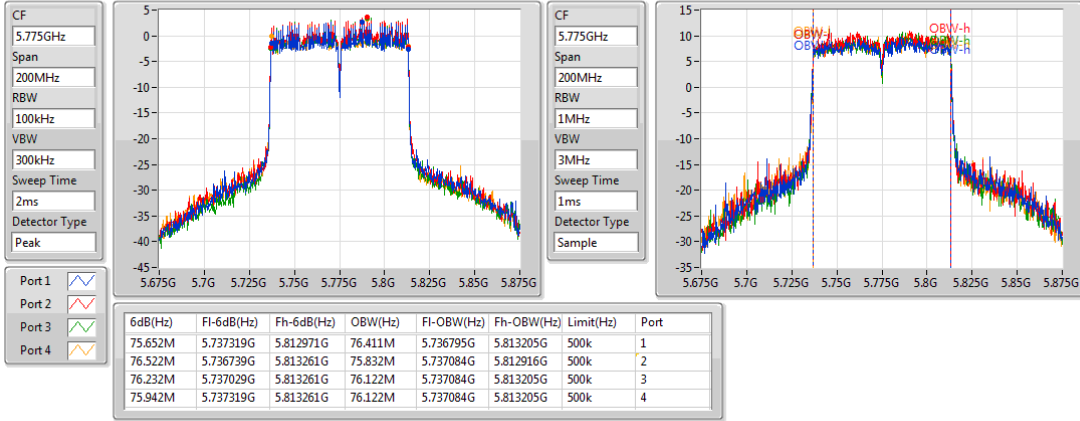 CF
5.775GHz
Span
200MHz
RBW
100kHz
VBW
300kHz
Sweep Time
2ms
Detector Type
Peak
5
0
-5
-10
-15
-20
-25
-30
-35
-40
-45
5.675G 5.7G 5.725G 5.75G 5.775G 5.8G 5.825G 5.85G 5.875G
CF
5.775GHz
Span
200MHz
RBW
1MHz
VBW
3MHz
Sweep Time
1ms
Detector Type
Sample
15
10
5
0
-5
-10
-15
-20
-25
-30
-35
OBW-h
OBW-h
5.675G 5.7G 5.725G 5.75G 5.775G 5.8G 5.825G 5.85G 5.875G
Port 1
Port 2
Port 3
Port 4
6dB(Hz) Fl-6dB(Hz) Fh-6dB(Hz) OBW(Hz) Fl-OBW(Hz) Fh-OBW(Hz) Limit(Hz) Port
75.652M 5.737319G 5.812971G 76.411M 5.736795G 5.813205G 500k 1
76.522M 5.736739G 5.813261G 75.832M 5.737084G 5.812916G 500k 2
76.232M 5.737029G 5.813261G 76.122M 5.737084G 5.813205G 500k 3
75.942M 5.737319G 5.813261G 76.122M 5.737084G 5.813205G 500k 4